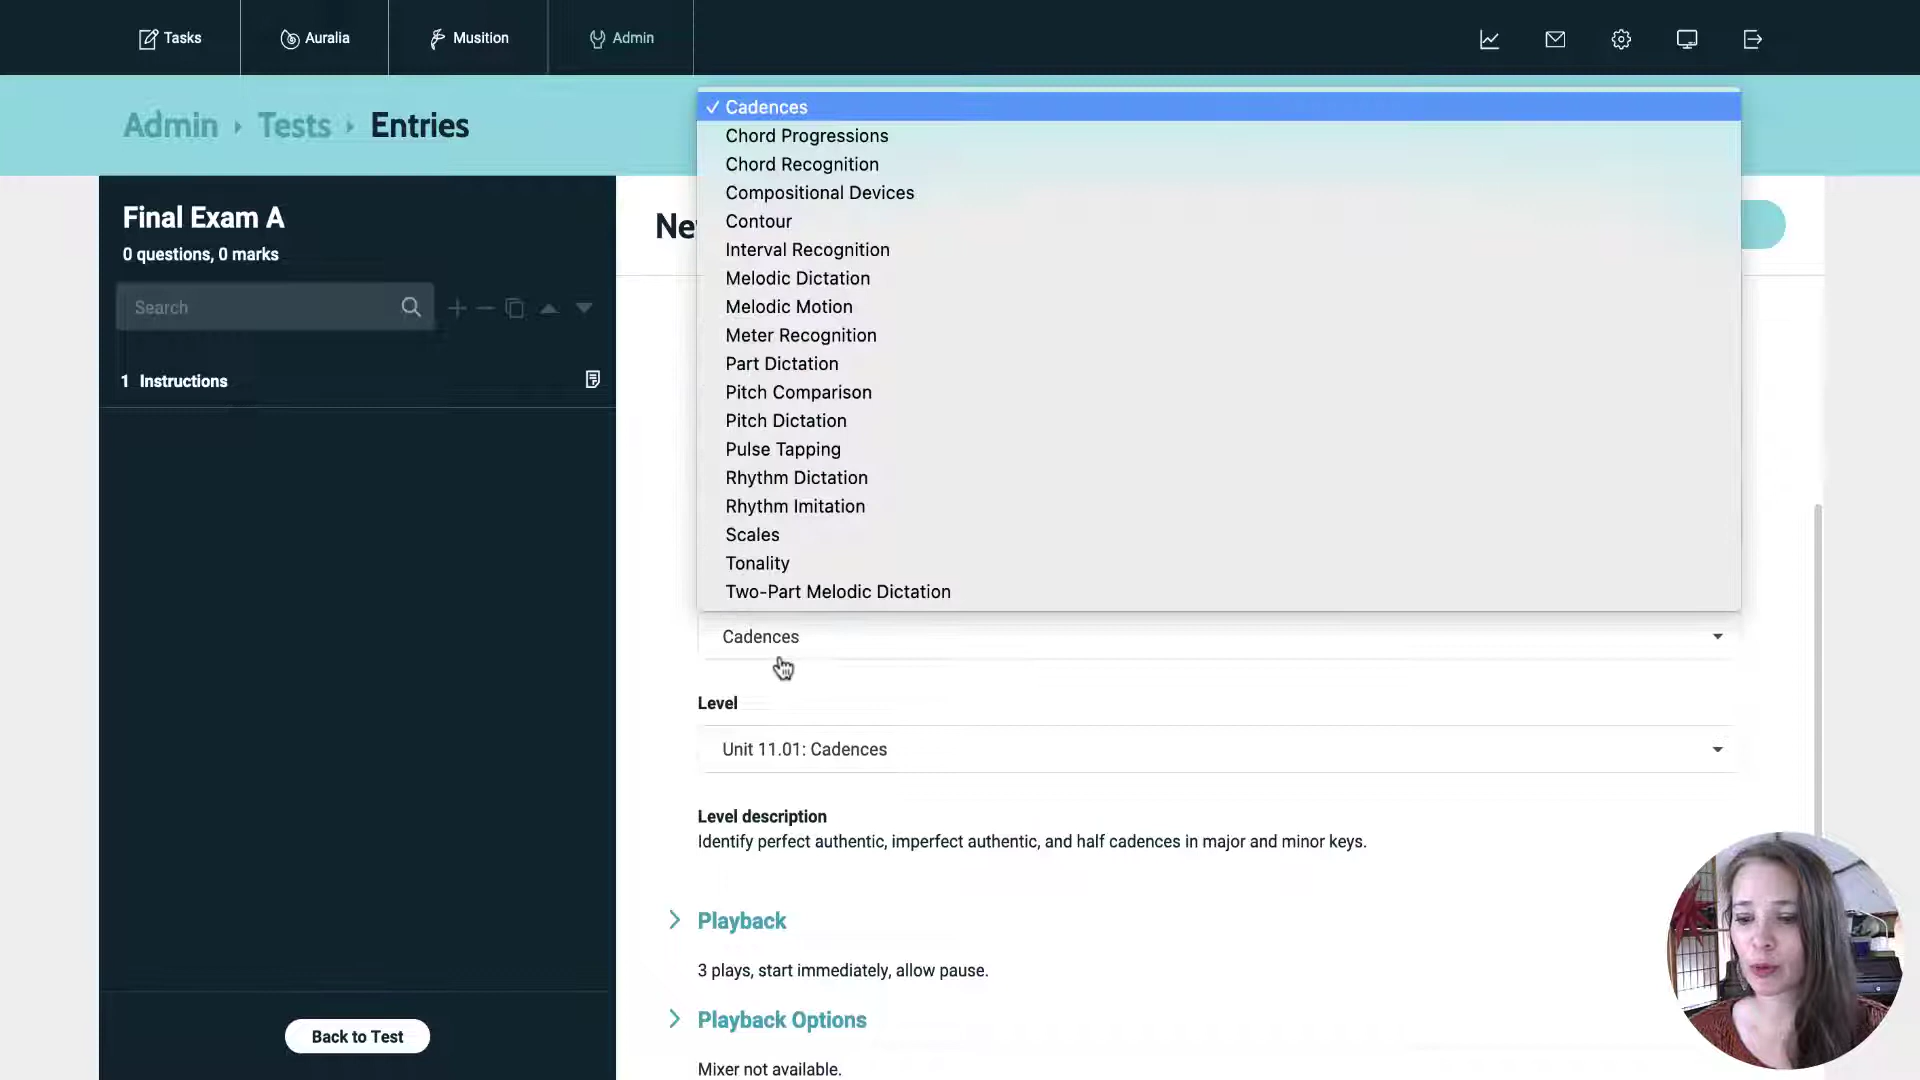 Tasks
Auralia
Musition
Admin
Admin › Tests › Entries
Final Exam A
0 questions, 0 marks
Search
1 Instructions
Back to Test
✓ Cadences
Chord Progressions
Chord Recognition
Compositional Devices
Contour
Interval Recognition
Melodic Dictation
Melodic Motion
Meter Recognition
Part Dictation
Pitch Comparison
Pitch Dictation
Pulse Tapping
Rhythm Dictation
Rhythm Imitation
Scales
Tonality
Two-Part Melodic Dictation
Cadences
Level
Unit 11.01: Cadences
Level description
Identify perfect authentic, imperfect authentic, and half cadences in major and minor keys.
Playback
3 plays, start immediately, allow pause.
Playback Options
Mixer not available.